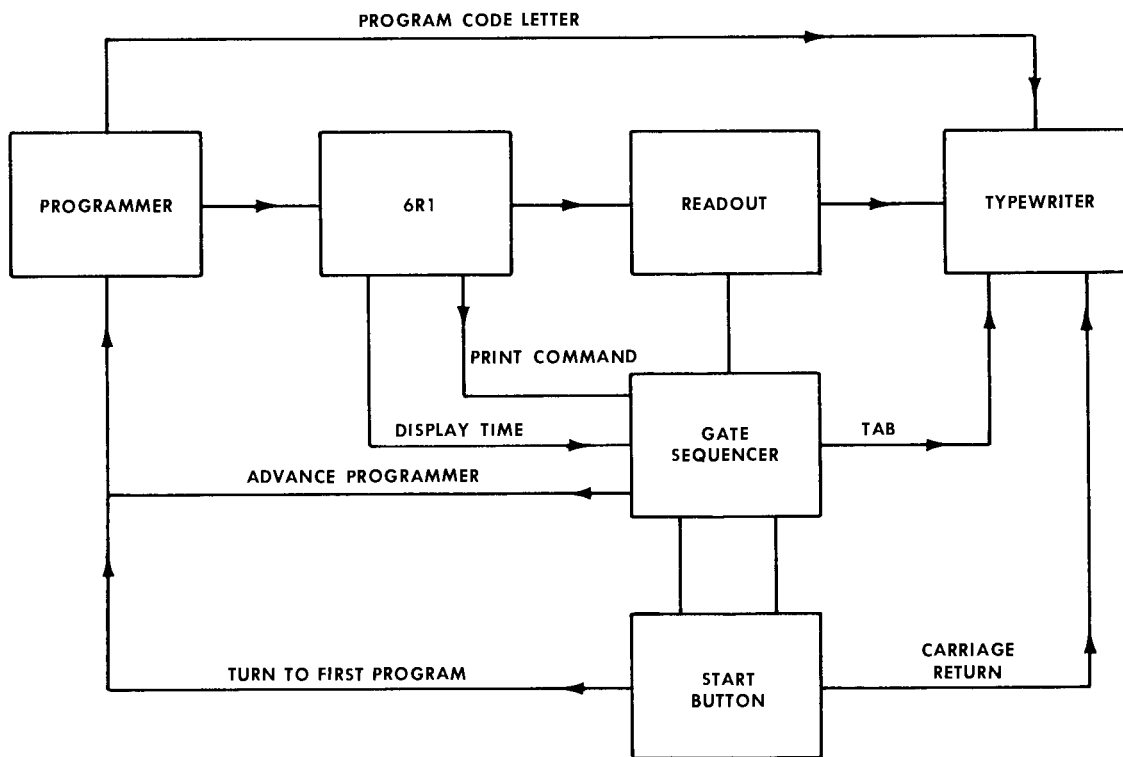 PROGRAM CODE LETTER
PROGRAMMER
6R1
READOUT
TYPEWRITER
PRINT COMMAND
DISPLAY TIME
GATE
SEQUENCER
TAB
ADVANCE PROGRAMMER
TURN TO FIRST PROGRAM
START
BUTTON
CARRIAGE
RETURN